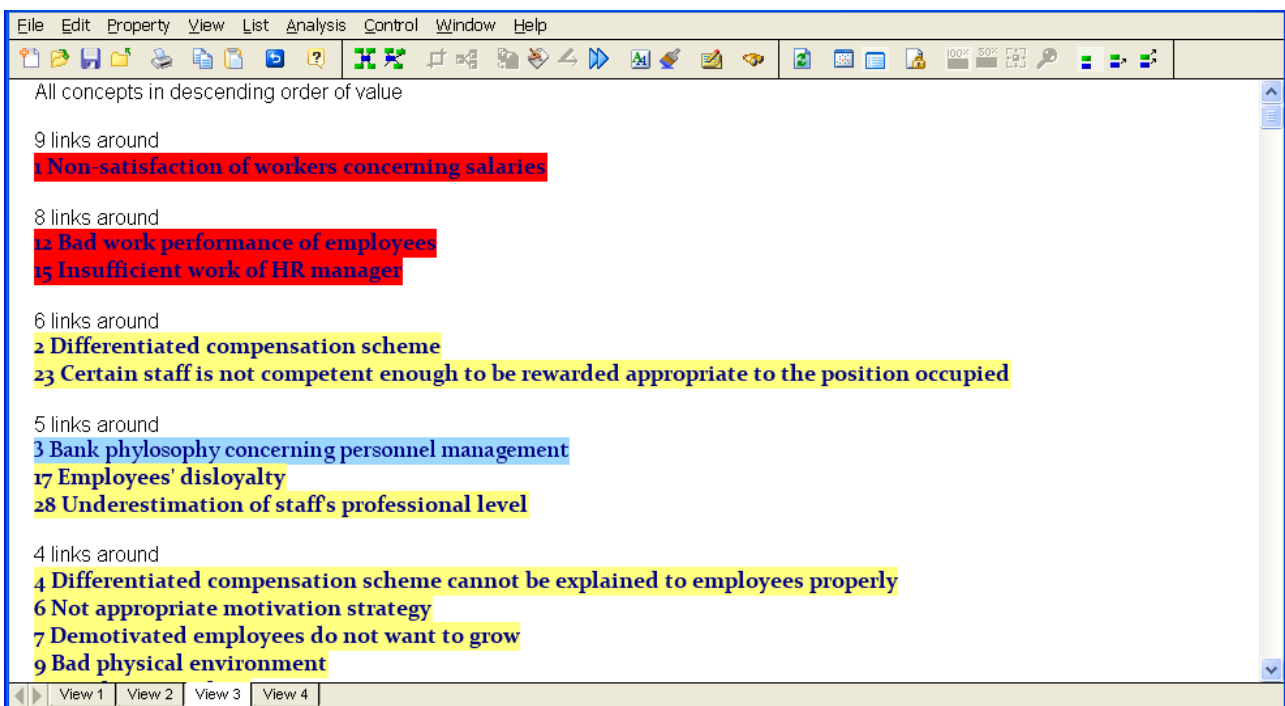 File Edit Property View List Analysis Control Window Help
100% 50%
All concepts in descending order of value
9 links around
1 Non-satisfaction of workers concerning salaries
8 links around
12 Bad work performance of employees
15 Insufficient work of HR manager
6 links around
2 Differentiated compensation scheme
23 Certain staff is not competent enough to be rewarded appropriate to the position occupied
5 links around
3 Bank phylosophy concerning personnel management
17 Employees' disloyalty
28 Underestimation of staff's professional level
4 links around
4 Differentiated compensation scheme cannot be explained to employees properly
6 Not appropriate motivation strategy
7 Demotivated employees do not want to grow
9 Bad physical environment
View 1 View 2 View 3 View 4